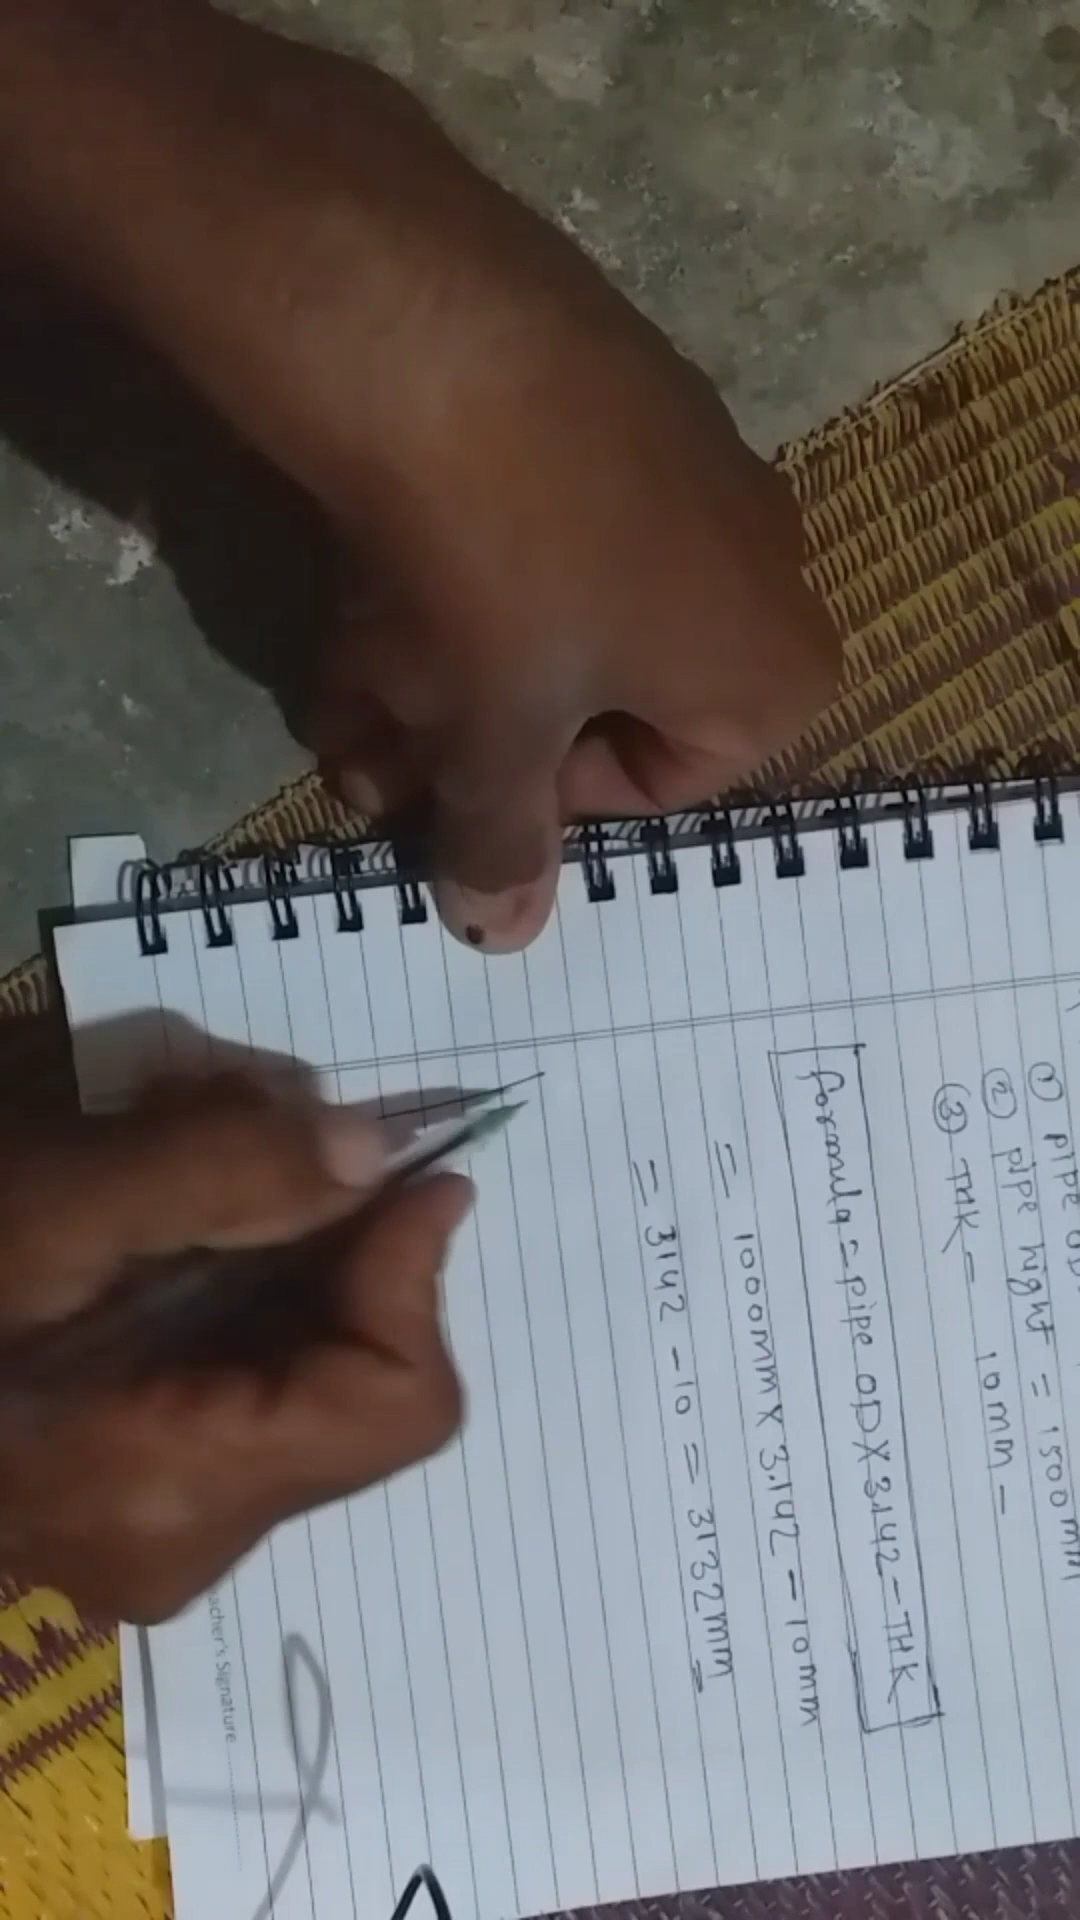 ① pipe OD
② pipe hight = 1500mm
③ THK = 10mm -
formula = pipe OD X 3.142 - THK
= 1000mm X 3.142 - 10mm
= 3142 - 10 = 3132mm
acher's Signature